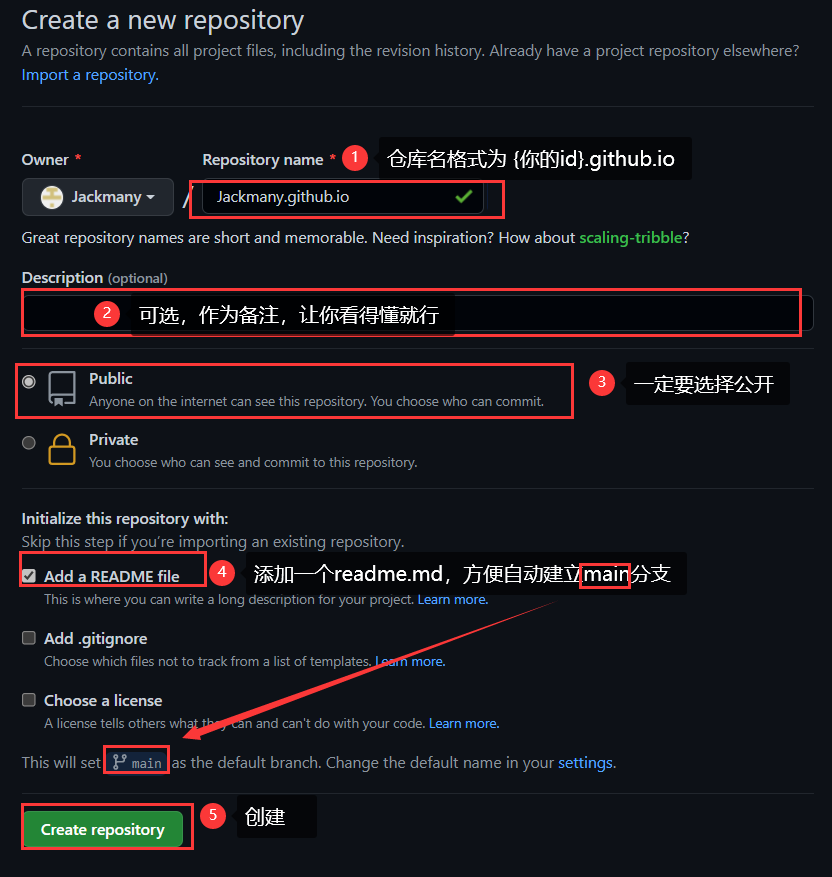 Create a new repository
A repository contains all project files, including the revision history. Already have a project repository elsewhere?
Import a repository.
Owner *
Repository name *
1
仓库名格式为 {你的id}.github.io
Jackmany
/
Jackmany.github.io
Great repository names are short and memorable. Need inspiration? How about scaling-tribble?
Description (optional)
2
可选，作为备注，让你看得懂就行
Public
Anyone on the internet can see this repository. You choose who can commit.
3
一定要选择公开
Private
You choose who can see and commit to this repository.
Initialize this repository with:
Skip this step if you’re importing an existing repository.
Add a README file
4
添加一个readme.md，方便自动建立main分支
This is where you can write a long description for your project. Learn more.
Add .gitignore
Choose which files not to track from a list of templates. Learn more.
Choose a license
A license tells others what they can and can't do with your code. Learn more.
This will set main as the default branch. Change the default name in your settings.
Create repository
5
创建